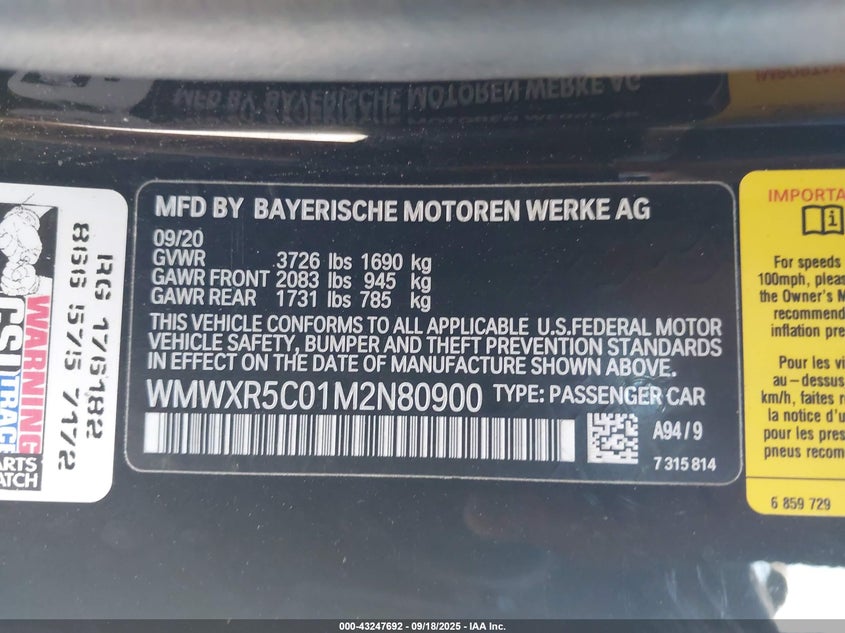 MFD BY BAYERISCHE MOTOREN WERKE AG
09/20
GVWR 3726 lbs 1690 kg
GAWR FRONT 2083 lbs 945 kg
GAWR REAR 1731 lbs 785 kg
THIS VEHICLE CONFORMS TO ALL APPLICABLE U.S.FEDERAL MOTOR
VEHICLE SAFETY, BUMPER AND THEFT PREVENTION STANDARDS
IN EFFECT ON THE DATE OF MANUFACTURE SHOWN ABOVE.
WMWXR5C01M2N80900 TYPE: PASSENGER CAR
A94/9
7 315 814
WARNING
TRACE
RG 176182
866 575 7172
IMPORTA
For speeds
100mph, pleas
the Owner's M
recommend
inflation pre
Pour les vi
au-dessus
km/h, faites r
la notice d'u
pour les pres
pneus recom
6 859 729
000-43247692 - 09/18/2025 - IAA Inc.